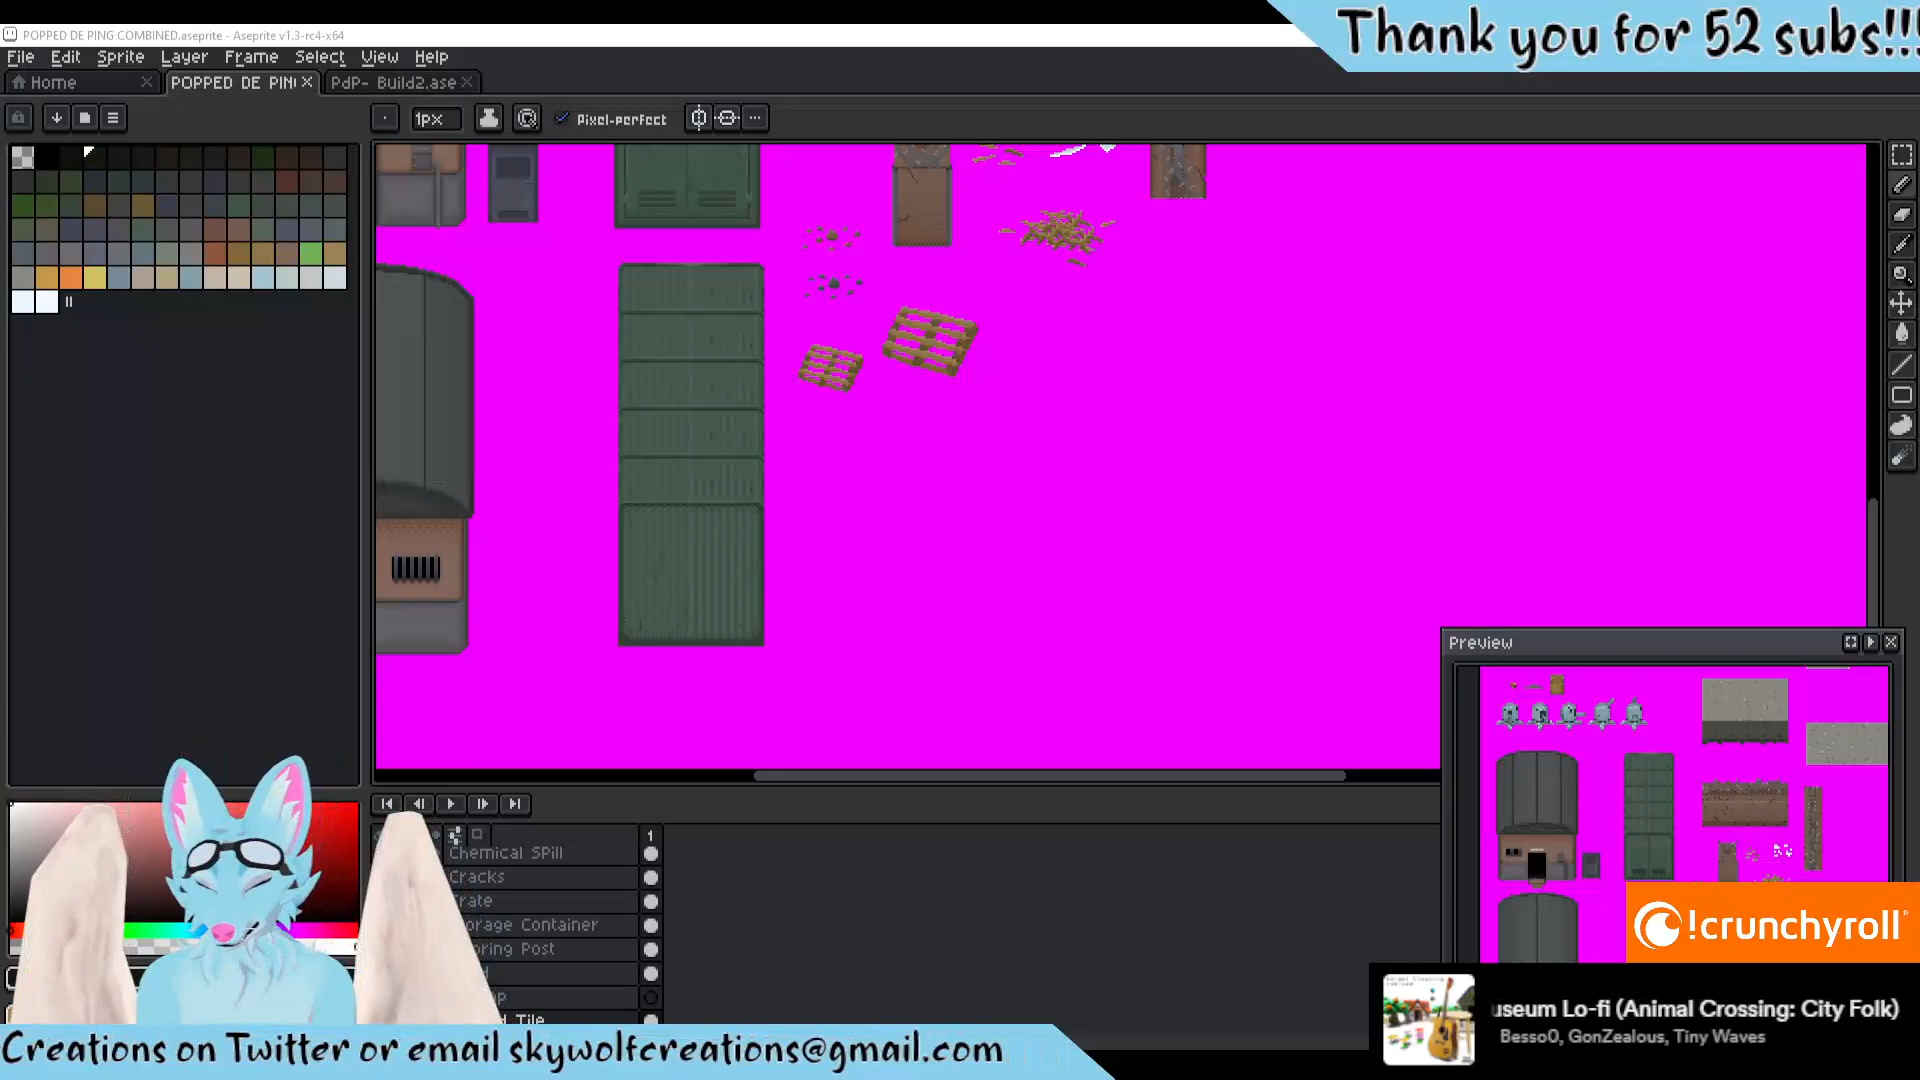 Thank you for 52 subs!!!
POPPED DE PING COMBINED.aseprite - Aseprite v1.3-rc4-x64
File Edit Sprite Layer Frame Select View Help
Home POPPED DE PIN PdP- Build2.ase
1px Pixel-perfect
Preview
1
Chemical SPill
Cracks
rate
orage Container
oring Post
Tile
!crunchyroll
useum Lo-fi (Animal Crossing: City Folk)
Besso0, GonZealous, Tiny Waves
Creations on Twitter or email skywolfcreations@gmail.com